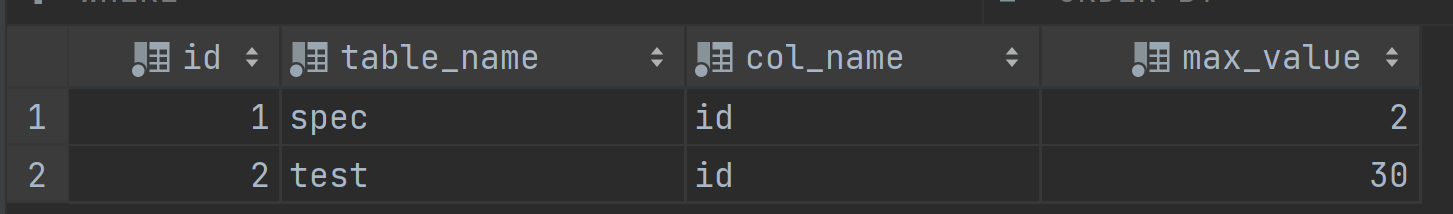 id table_name col_name max_value
1 1 spec id 2
2 2 test id 30